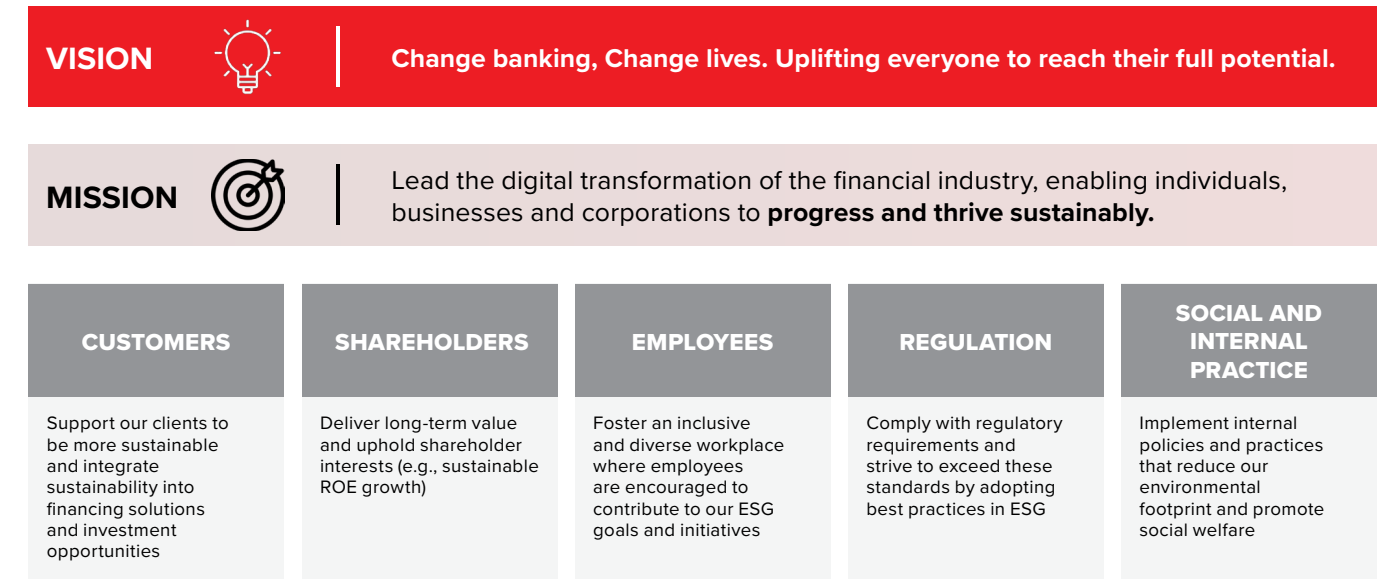 VISION
Change banking, Change lives. Uplifting everyone to reach their full potential.
MISSION
Lead the digital transformation of the financial industry, enabling individuals,
businesses and corporations to progress and thrive sustainably.
CUSTOMERS
Support our clients to
be more sustainable
and integrate
sustainability into
financing solutions
and investment
opportunities
SHAREHOLDERS
Deliver long-term value
and uphold shareholder
interests (e.g., sustainable
ROE growth)
EMPLOYEES
Foster an inclusive
and diverse workplace
where employees
are encouraged to
contribute to our ESG
goals and initiatives
REGULATION
Comply with regulatory
requirements and
strive to exceed these
standards by adopting
best practices in ESG
SOCIAL AND
INTERNAL
PRACTICE
Implement internal
policies and practices
that reduce our
environmental
footprint and promote
social welfare